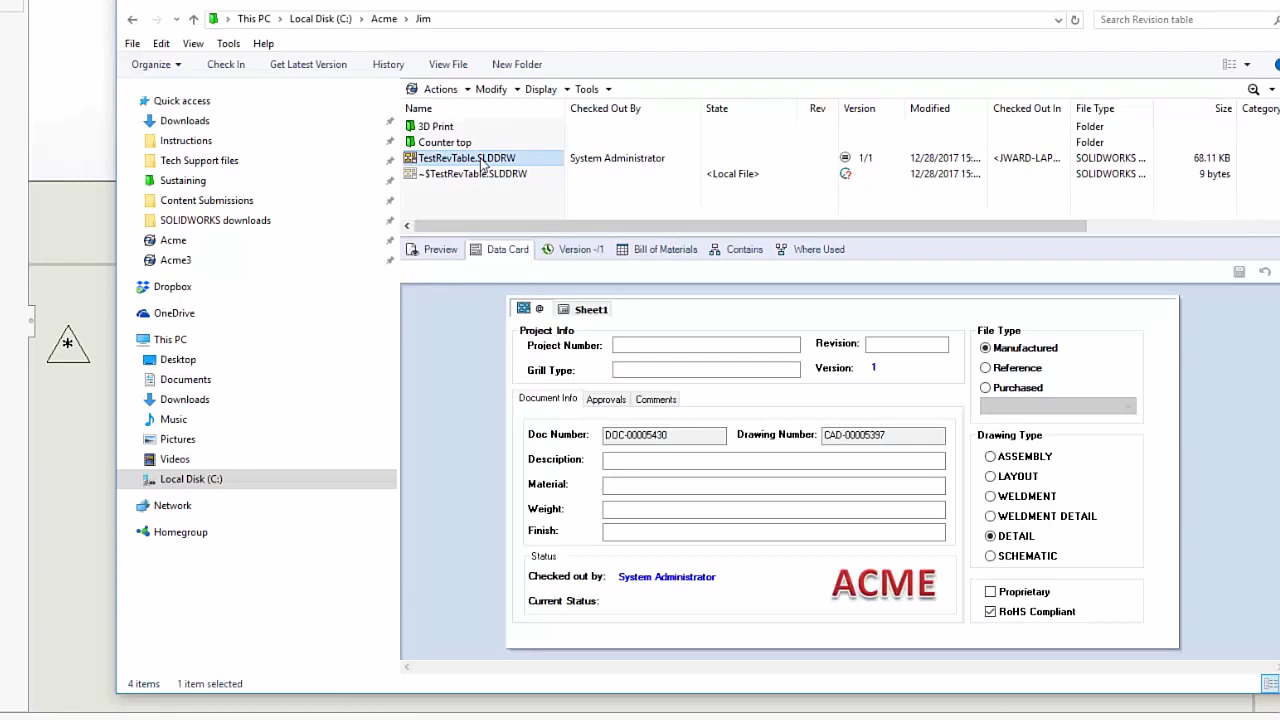 This PC > Local Disk (C:) > Acme > Jim
Search Revision table
File Edit View Tools Help
Organize Check In Get Latest Version History View File New Folder
Actions Modify Display Tools
Name Checked Out By State Rev Version Modified Checked Out In File Type Size Category
3D Print Folder
Counter top Folder
TestRevTable.SLDDRW System Administrator 1/1 12/28/2017 15:... <JWARD-LAP... SOLIDWORKS ... 68.11 KB
~$TestRevTable.SLDDRW <Local File> 12/28/2017 15:... SOLIDWORKS ... 9 bytes
Quick access
Downloads
Instructions
Tech Support files
Sustaining
Content Submissions
SOLIDWORKS downloads
Acme
Acme3
Dropbox
OneDrive
This PC
Desktop
Documents
Downloads
Music
Pictures
Videos
Local Disk (C:)
Network
Homegroup
Preview Data Card Version -/1 Bill of Materials Contains Where Used
@ Sheet1
Project Info
Project Number: Revision:
Grill Type: Version: 1
Document Info Approvals Comments
Doc Number: DOC-00005430 Drawing Number: CAD-00005397
Description:
Material:
Weight:
Finish:
Status
Checked out by: System Administrator
Current Status:
ACME
File Type
Manufactured
Reference
Purchased
Drawing Type
ASSEMBLY
LAYOUT
WELDMENT
WELDMENT DETAIL
DETAIL
SCHEMATIC
Proprietary
RoHS Compliant
4 items 1 item selected
*